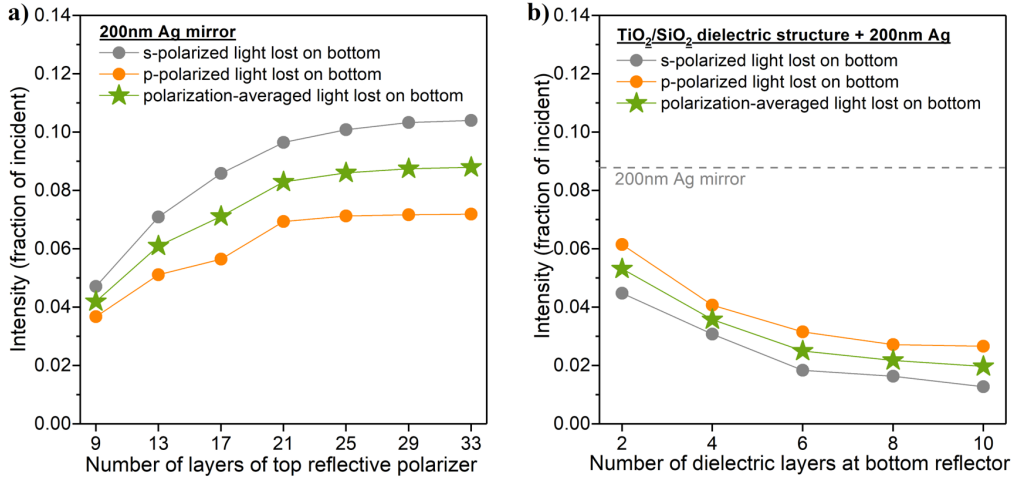 a)
200nm Ag mirror
s-polarized light lost on bottom
p-polarized light lost on bottom
polarization-averaged light lost on bottom
Intensity (fraction of incident)
0.14
0.12
0.10
0.08
0.06
0.04
0.02
0.00
9 13 17 21 25 29 33
Number of layers of top reflective polarizer
b)
TiO2/SiO2 dielectric structure + 200nm Ag
s-polarized light lost on bottom
p-polarized light lost on bottom
polarization-averaged light lost on bottom
200nm Ag mirror
Intensity (fraction of incident)
0.14
0.12
0.10
0.08
0.06
0.04
0.02
0.00
2 4 6 8 10
Number of dielectric layers at bottom reflector